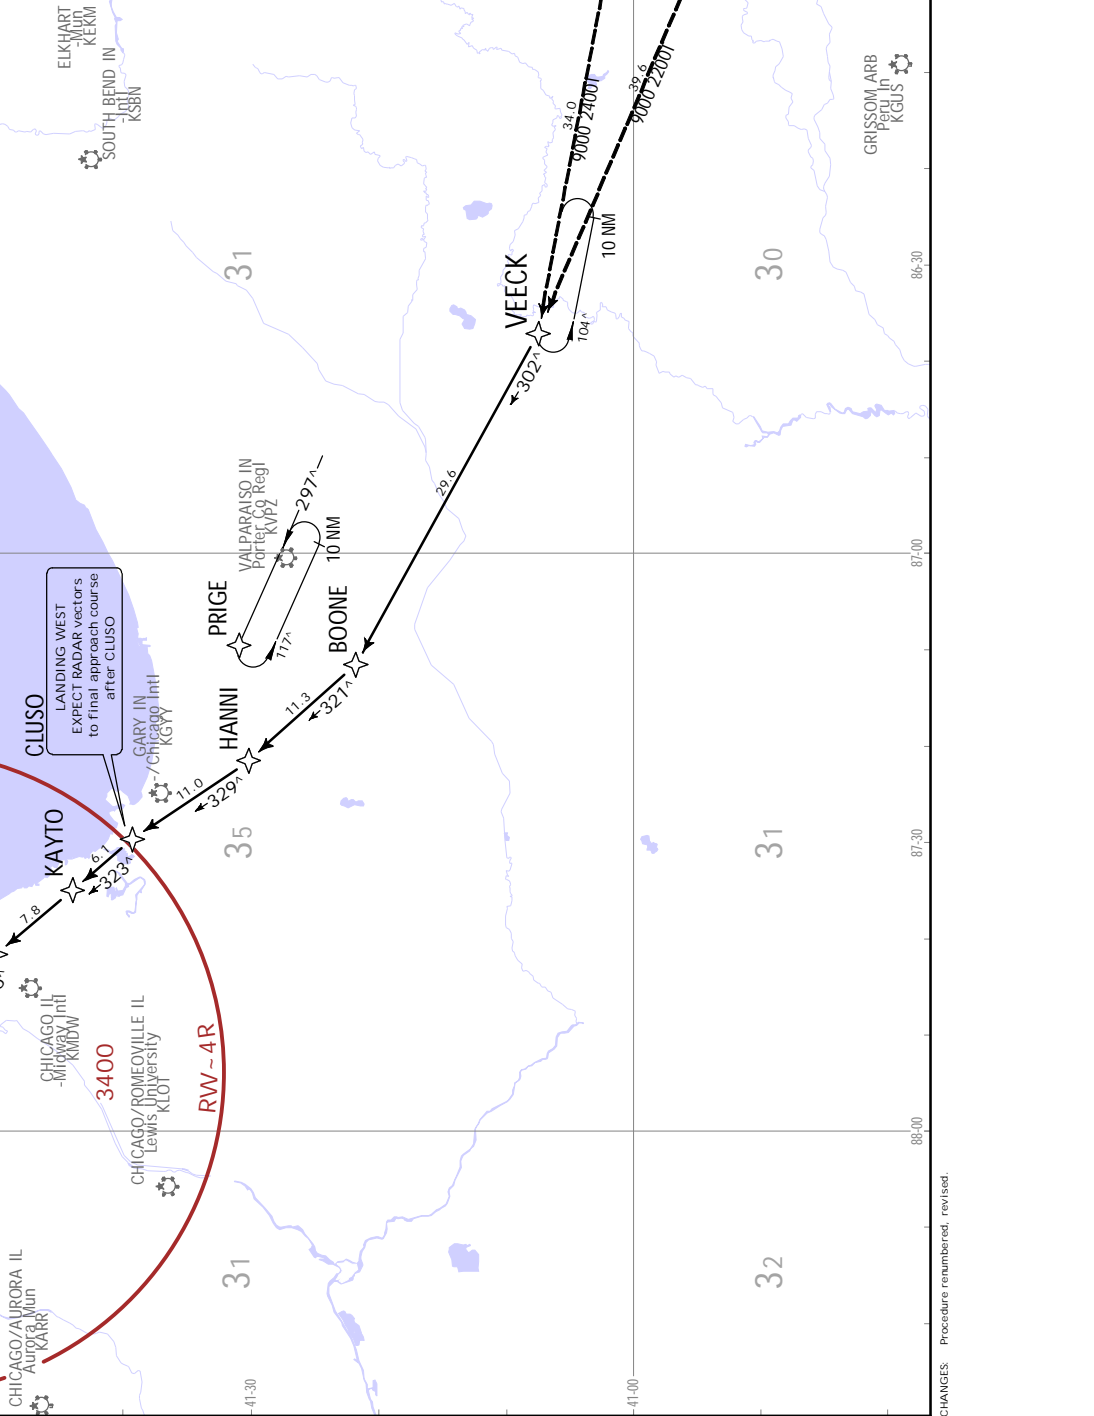 ELKHART
-Mun
KEKM
SOUTH BEND IN
-Intl
KSBN
GRISSOM ARB
Peru In
KGUS
34.0
9000 24001
39.6
9000 22001
10 NM
104^
VEECK
←302^
31
30
86-30
29.6
VALPARAISO IN
Porter Co Regl
KVPZ
297^
10 NM
117^
PRIGE
BOONE
87-00
11.3
←321^
HANNI
LANDING WEST
EXPECT RADAR vectors
to final approach course
after CLUSO
CLUSO
GARY IN
-/Chicago Intl
KGYY
11.0
←329^
KAYTO
6.1
←323^
7.8
35
31
87-30
CHICAGO IL
-Midway Intl
KMDW
3400
RW~4R
CHICAGO/ROMEOVILLE IL
Lewis University
KLOT
88-00
31
32
CHICAGO/AURORA IL
Aurora Mun
KARR
41-30
41-00
CHANGES: Procedure renumbered, revised.